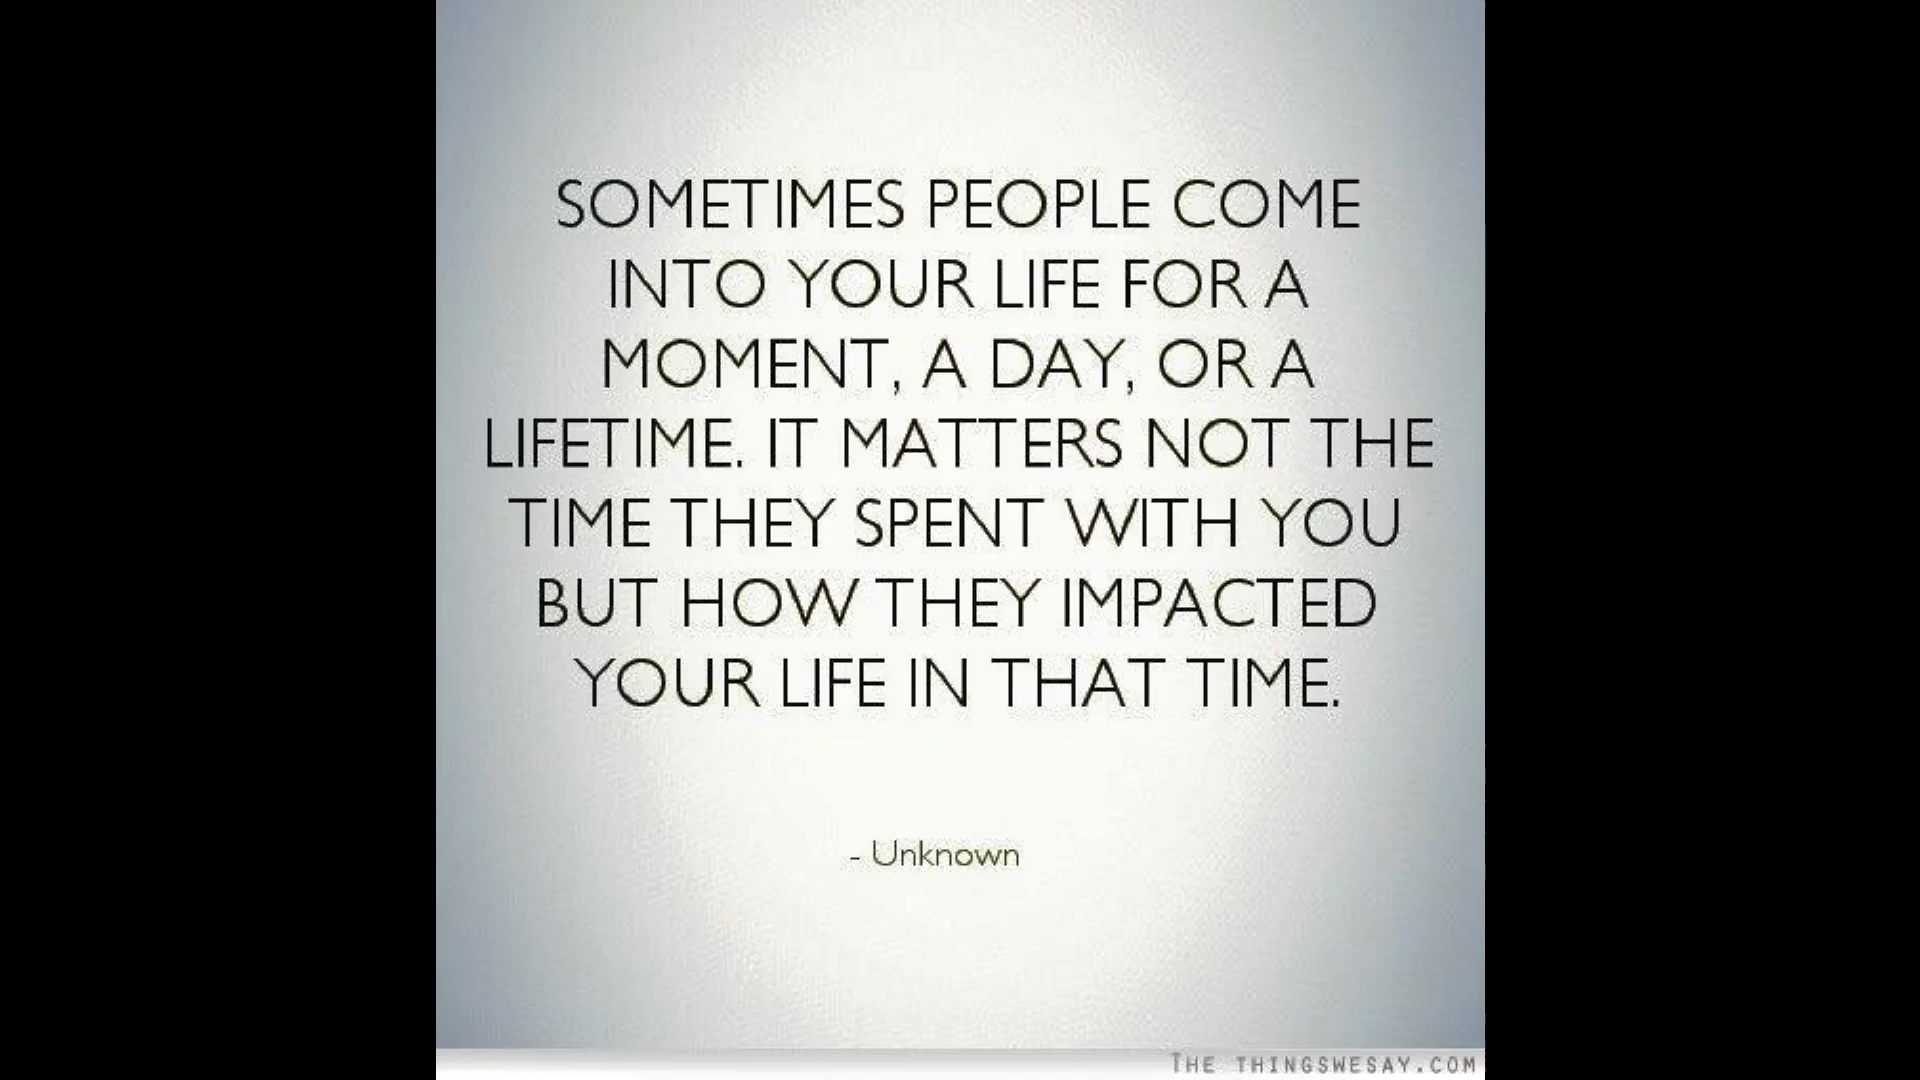 SOMETIMES PEOPLE COME
INTO YOUR LIFE FOR A
MOMENT, A DAY, OR A
LIFETIME. IT MATTERS NOT THE
TIME THEY SPENT WITH YOU
BUT HOW THEY IMPACTED
YOUR LIFE IN THAT TIME.
- Unknown
THE THINGSWESAY.COM